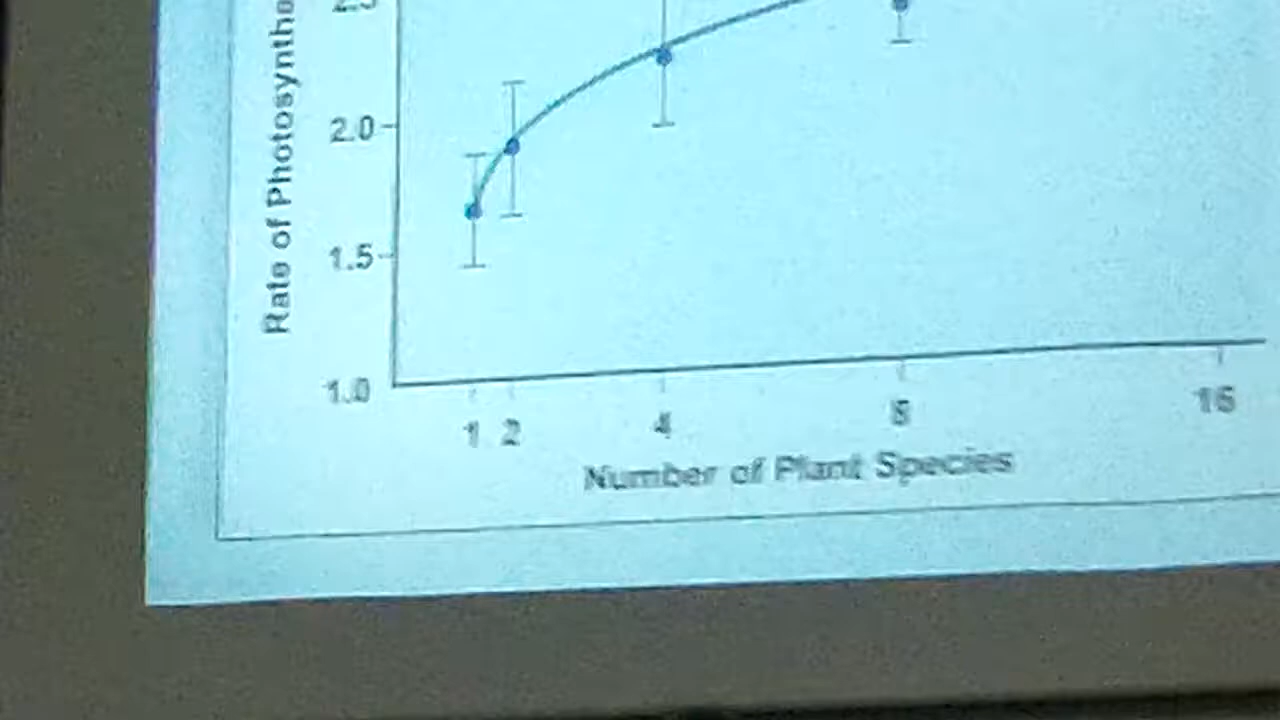 Rate of Photosynthe
2.0
1.5
1.0
1 2 4 8 16
Number of Plant Species